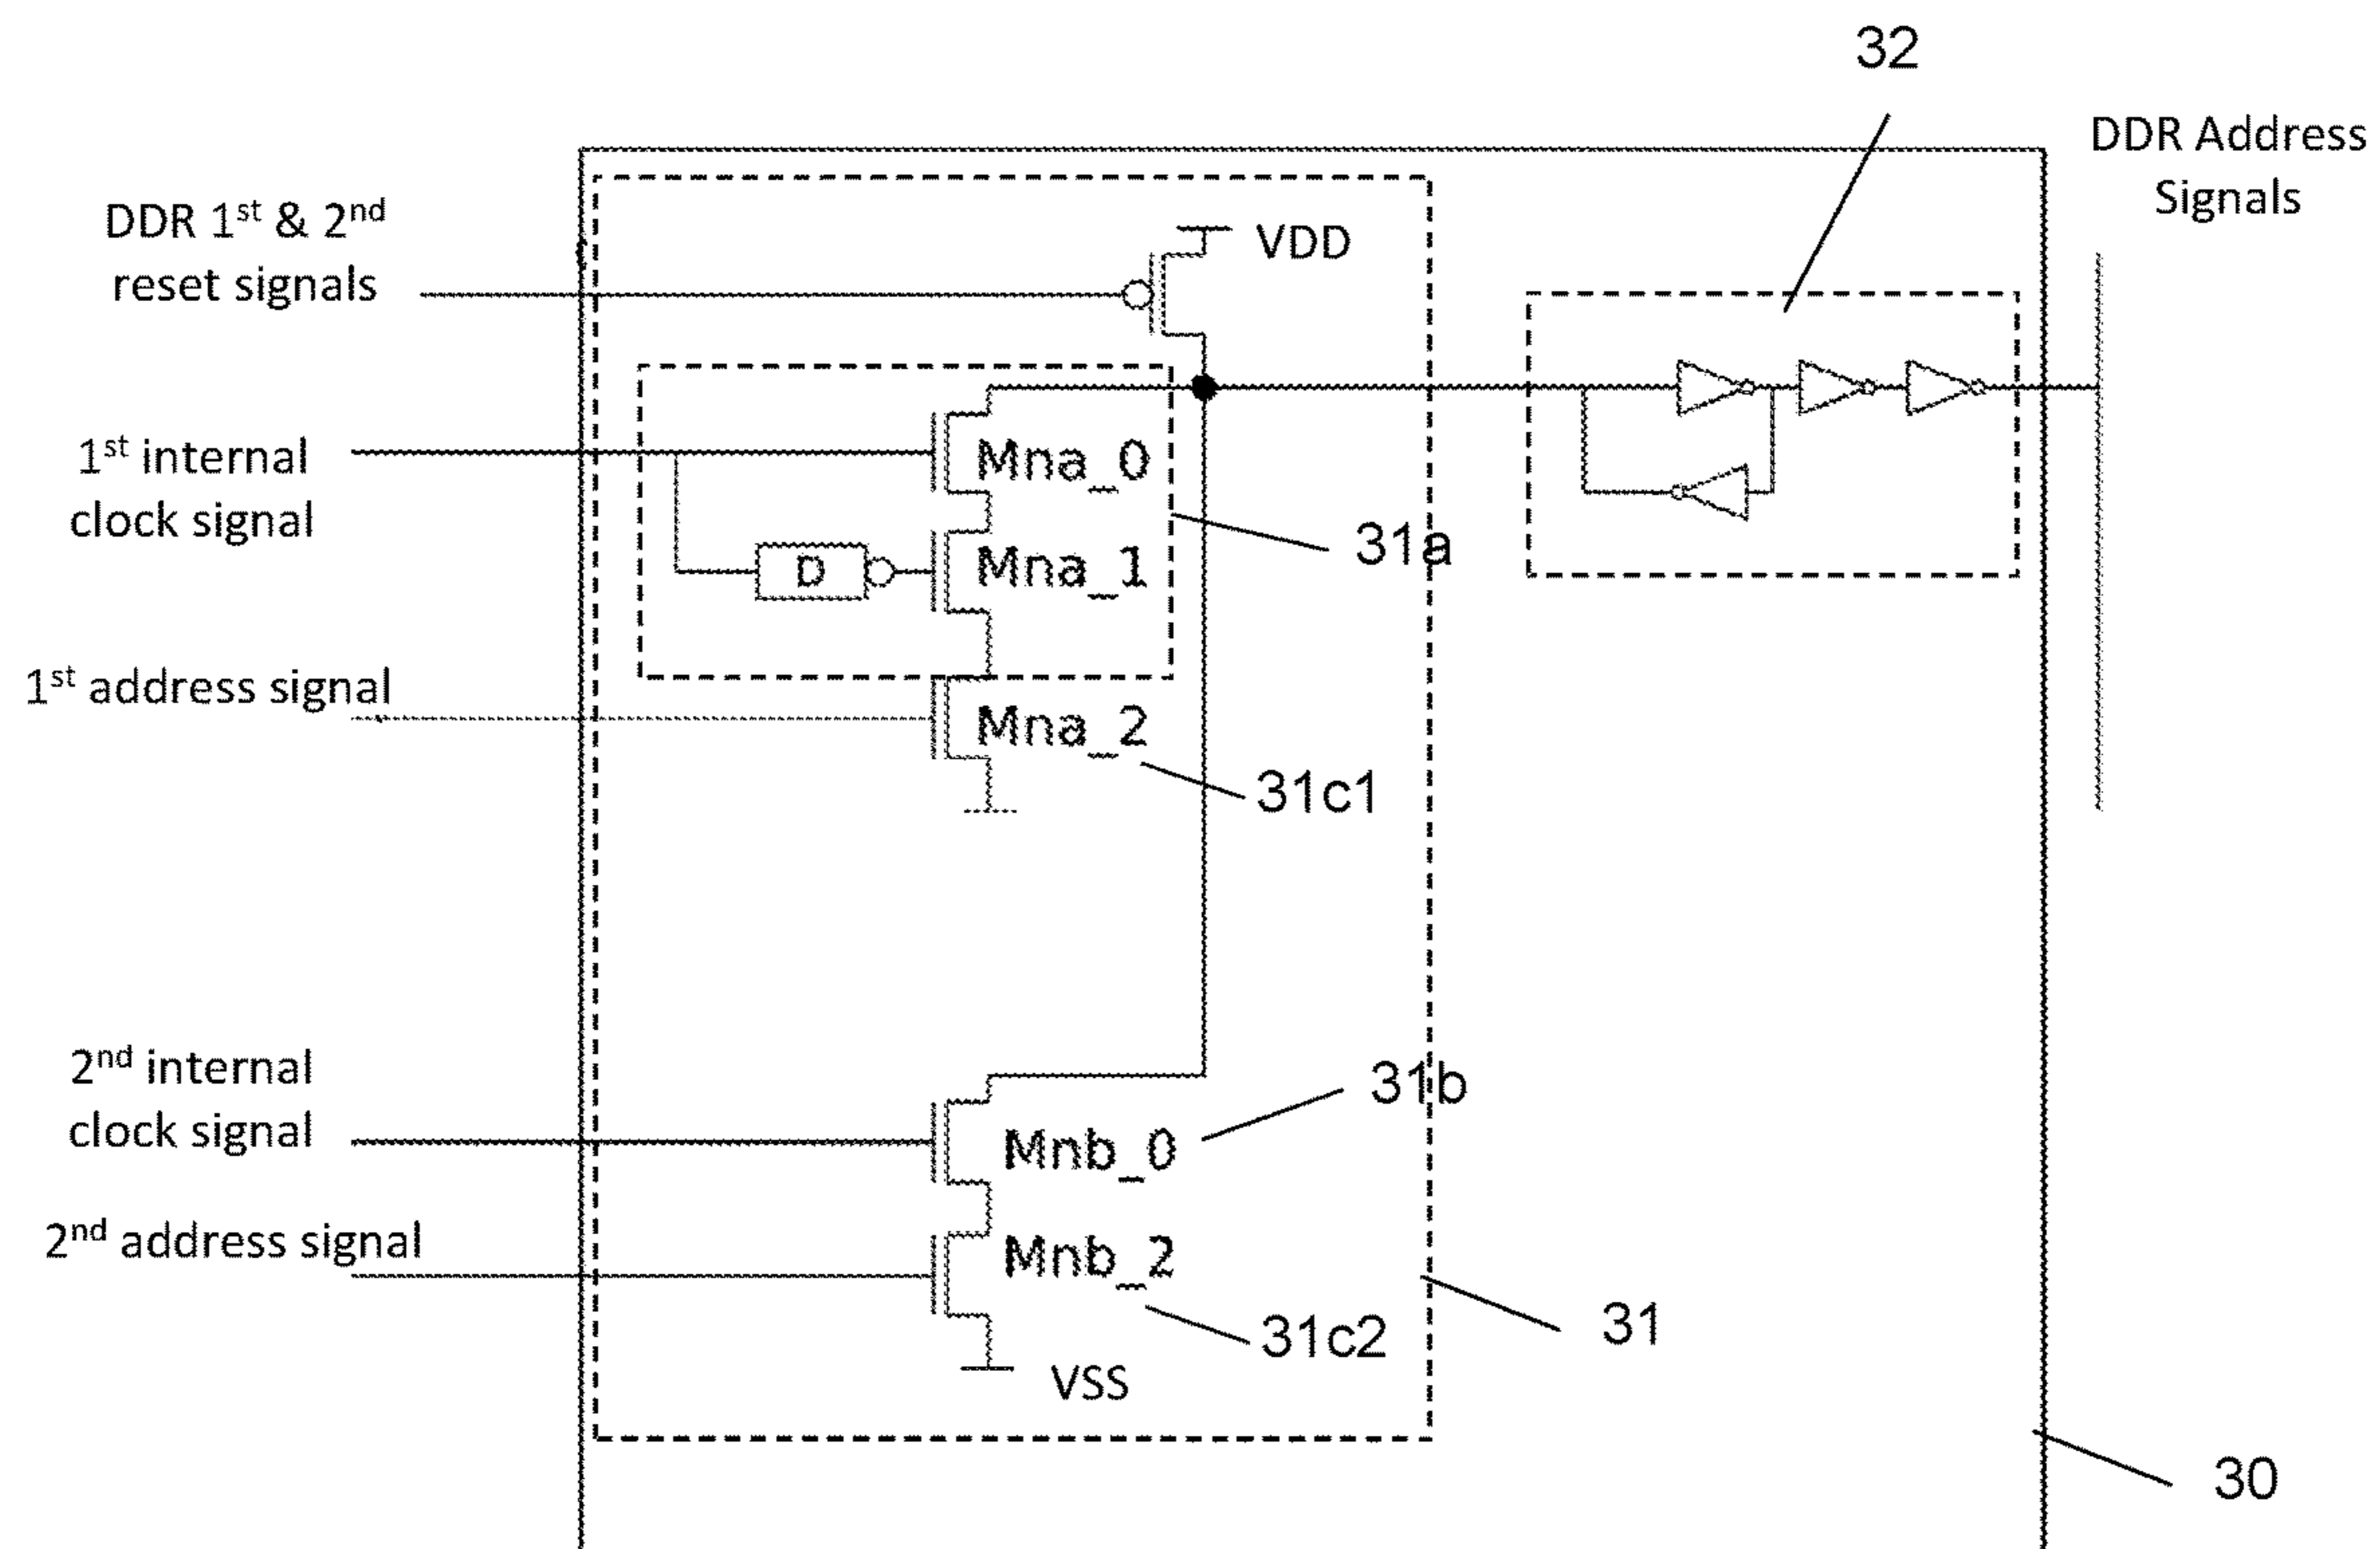 32
DDR Address
Signals
DDR 1st & 2nd
reset signals
VDD
1st internal
clock signal
Mna_0
31a
D
Mna_1
1st address signal
Mna_2
31c1
2nd internal
clock signal
31b
Mnb_0
2nd address signal
Mnb_2
31c2
31
VSS
30